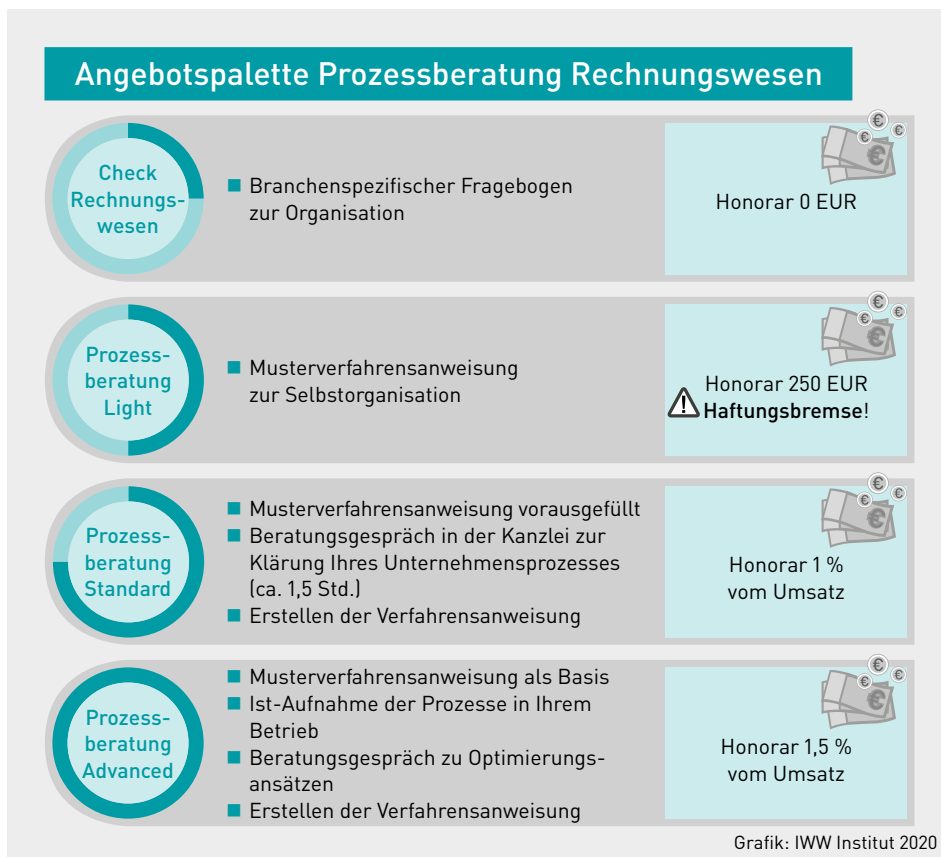 Angebotspalette Prozessberatung Rechnungswesen
Check
Rechnungs-
wesen
■ Branchenspezifischer Fragebogen
zur Organisation
€
€
€
€
Honorar 0 EUR
Prozess-
beratung
Light
■ Musterverfahrensanweisung
zur Selbstorganisation
€
€
€
€
Honorar 250 EUR
! Haftungsbremse!
Prozess-
beratung
Standard
■ Musterverfahrensanweisung vorausgefüllt
■ Beratungsgespräch in der Kanzlei zur
Klärung Ihres Unternehmensprozesses
(ca. 1,5 Std.)
■ Erstellen der Verfahrensanweisung
€
€
€
€
Honorar 1 %
vom Umsatz
Prozess-
beratung
Advanced
■ Musterverfahrensanweisung als Basis
■ Ist-Aufnahme der Prozesse in Ihrem
Betrieb
■ Beratungsgespräch zu Optimierungs-
ansätzen
■ Erstellen der Verfahrensanweisung
€
€
€
€
Honorar 1,5 %
vom Umsatz
Grafik: IWW Institut 2020